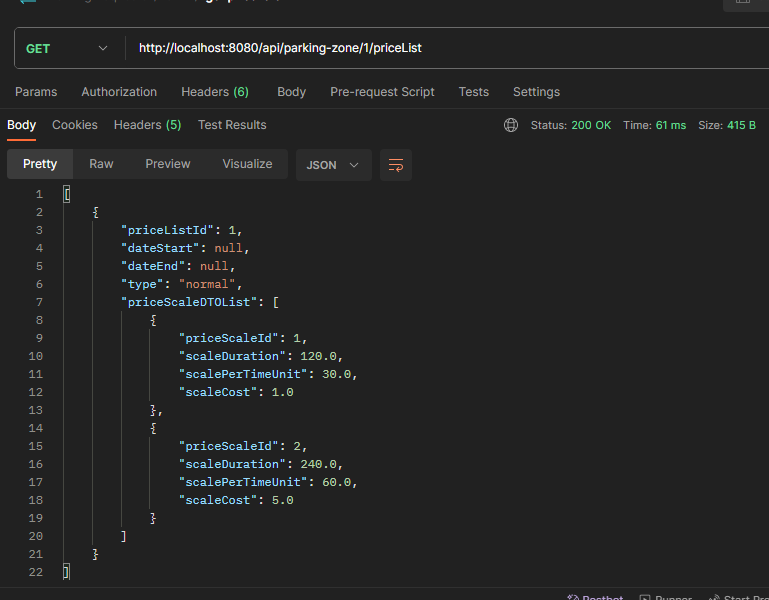 GET http://localhost:8080/api/parking-zone/1/priceList
Params Authorization Headers (6) Body Pre-request Script Tests Settings
Body Cookies Headers (5) Test Results Status: 200 OK Time: 61 ms Size: 415 B
Pretty Raw Preview Visualize JSON
1 [
2 {
3 "priceListId": 1,
4 "dateStart": null,
5 "dateEnd": null,
6 "type": "normal",
7 "priceScaleDTOList": [
8 {
9 "priceScaleId": 1,
10 "scaleDuration": 120.0,
11 "scalePerTimeUnit": 30.0,
12 "scaleCost": 1.0
13 },
14 {
15 "priceScaleId": 2,
16 "scaleDuration": 240.0,
17 "scalePerTimeUnit": 60.0,
18 "scaleCost": 5.0
19 }
20 ]
21 }
22 ]
Postbot Runner Start Pro